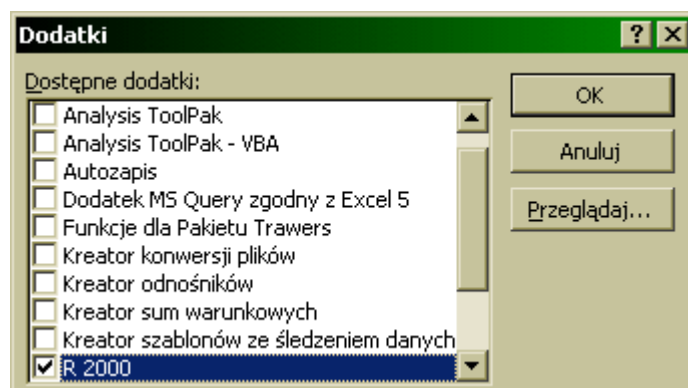 Dodatki
Dostępne dodatki:
Analysis ToolPak
Analysis ToolPak - VBA
Autozapis
Dodatek MS Query zgodny z Excel 5
Funkcje dla Pakietu Trawers
Kreator konwersji plików
Kreator odnośników
Kreator sum warunkowych
Kreator szablonów ze śledzeniem danych
R 2000
OK
Anuluj
Przeglądaj...